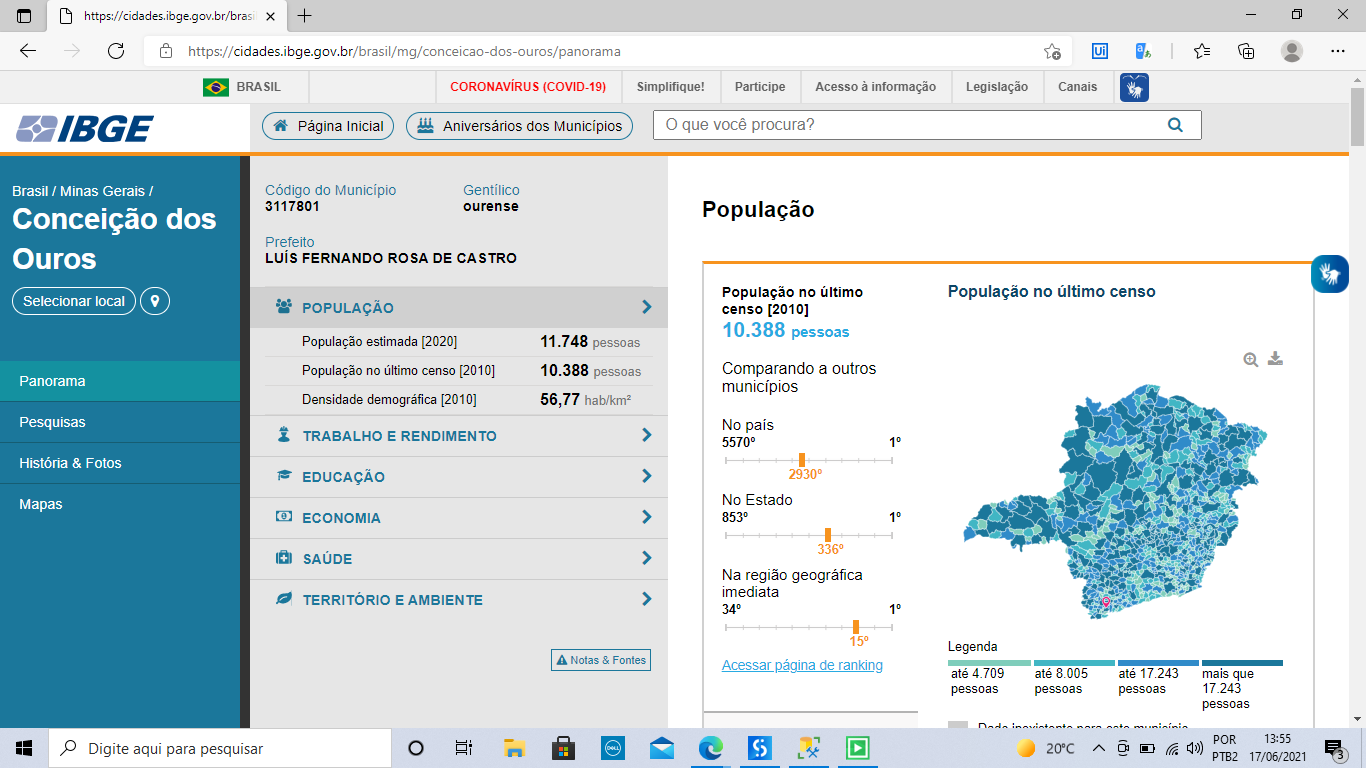 https://cidades.ibge.gov.br/brasi
https://cidades.ibge.gov.br/brasil/mg/conceicao-dos-ouros/panorama
BRASIL
CORONAVÍRUS (COVID-19)
Simplifique!
Participe
Acesso à informação
Legislação
Canais
IBGE
Página Inicial
Aniversários dos Municípios
O que você procura?
Brasil / Minas Gerais /
Conceição dos
Ouros
Selecionar local
Panorama
Pesquisas
História & Fotos
Mapas
Código do Município
3117801
Gentílico
ourense
Prefeito
LUÍS FERNANDO ROSA DE CASTRO
POPULAÇÃO
População estimada [2020] 11.748 pessoas
População no último censo [2010] 10.388 pessoas
Densidade demográfica [2010] 56,77 hab/km²
TRABALHO E RENDIMENTO
EDUCAÇÃO
ECONOMIA
SAÚDE
TERRITÓRIO E AMBIENTE
Notas & Fontes
População
População no último
censo [2010]
10.388 pessoas
Comparando a outros
municípios
No país
5570º 1º
2930º
No Estado
853º 1º
336º
Na região geográfica
imediata
34º 1º
15º
Acessar página de ranking
População no último censo
Legenda
até 4.709
pessoas
até 8.005
pessoas
até 17.243
pessoas
mais que
17.243
pessoas
Dado inexistente para este município
Digite aqui para pesquisar
DELL
20°C
POR
PTB2
13:55
17/06/2021
3